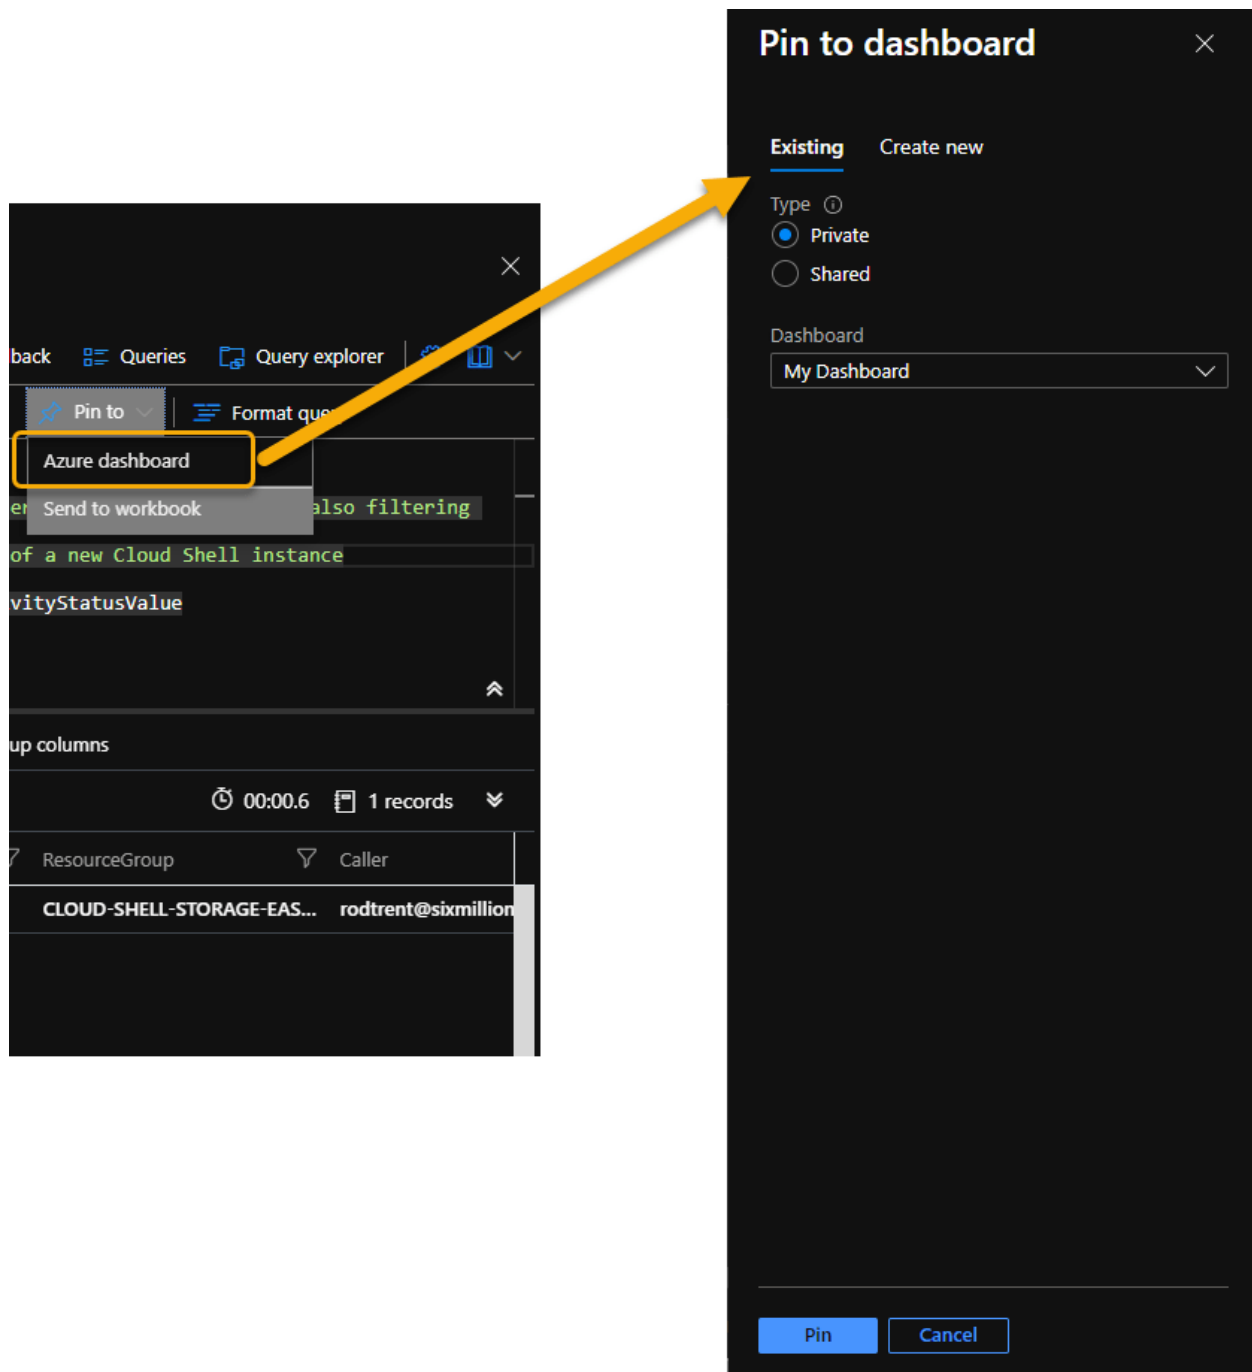 Pin to dashboard
Existing Create new
Type
Private
Shared
Dashboard
My Dashboard
Pin Cancel
back Queries Query explorer
Pin to Format que
Azure dashboard
Send to workbook also filtering
of a new Cloud Shell instance
vityStatusValue
up columns
00:00.6 1 records
ResourceGroup Caller
CLOUD-SHELL-STORAGE-EAS... rodtrent@sixmillion